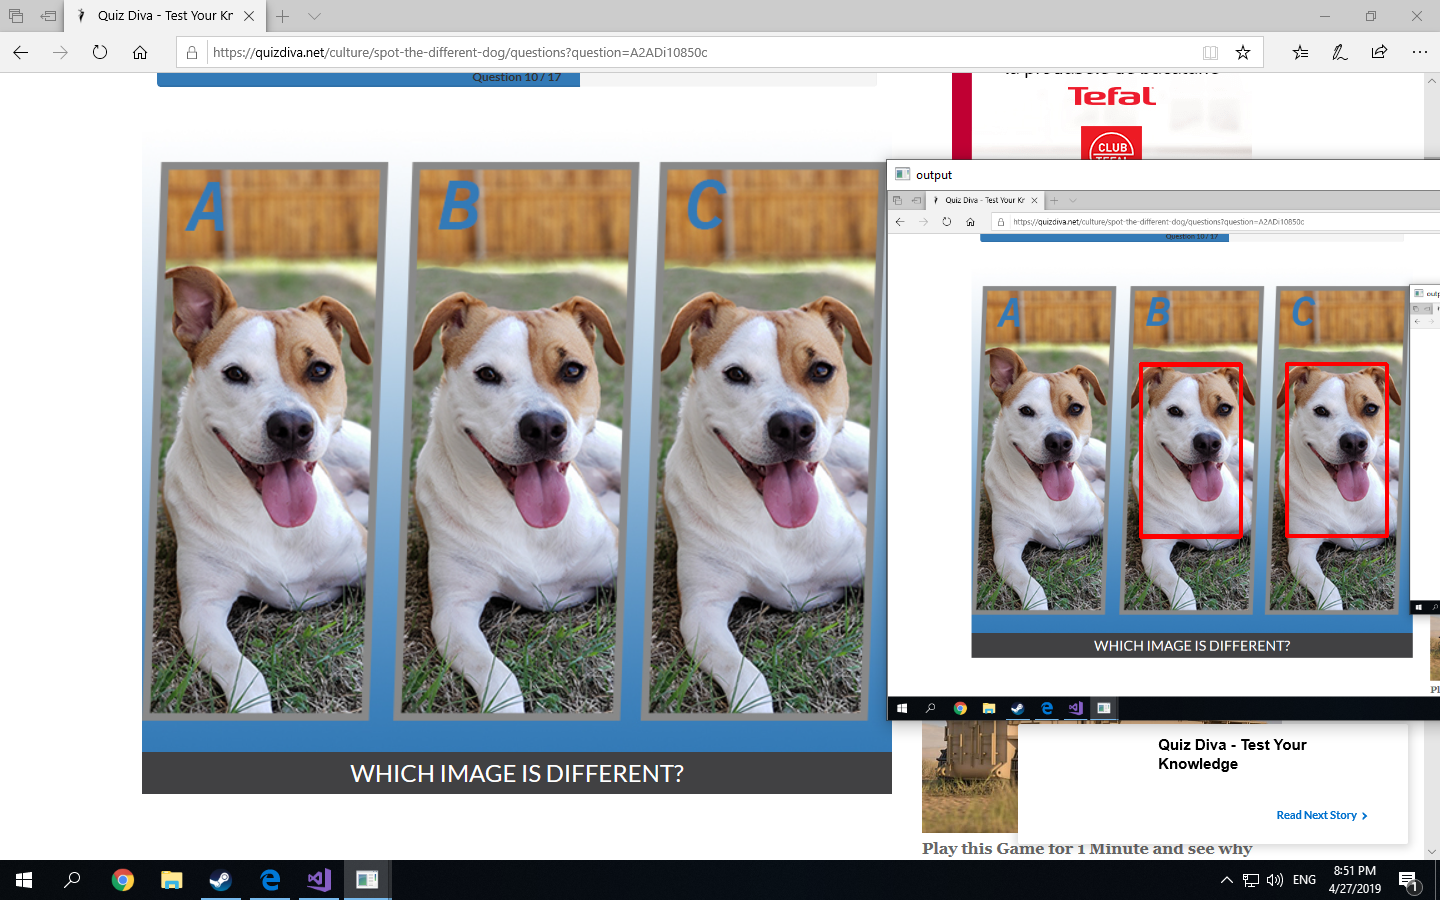 Quiz Diva - Test Your Kr
https://quizdiva.net/culture/spot-the-different-dog/questions?question=A2ADi10850c
Question 10 / 17
Tefal
CLUB
A
B
C
WHICH IMAGE IS DIFFERENT?
output
Quiz Diva - Test Your Kr
https://quizdiva.net/culture/spot-the-different-dog/questions?question=A2ADi10850c
Question 10 / 17
A
B
C
WHICH IMAGE IS DIFFERENT?
Quiz Diva - Test Your
Knowledge
Read Next Story
Play this Game for 1 Minute and see why
ENG
8:51 PM
4/27/2019
1